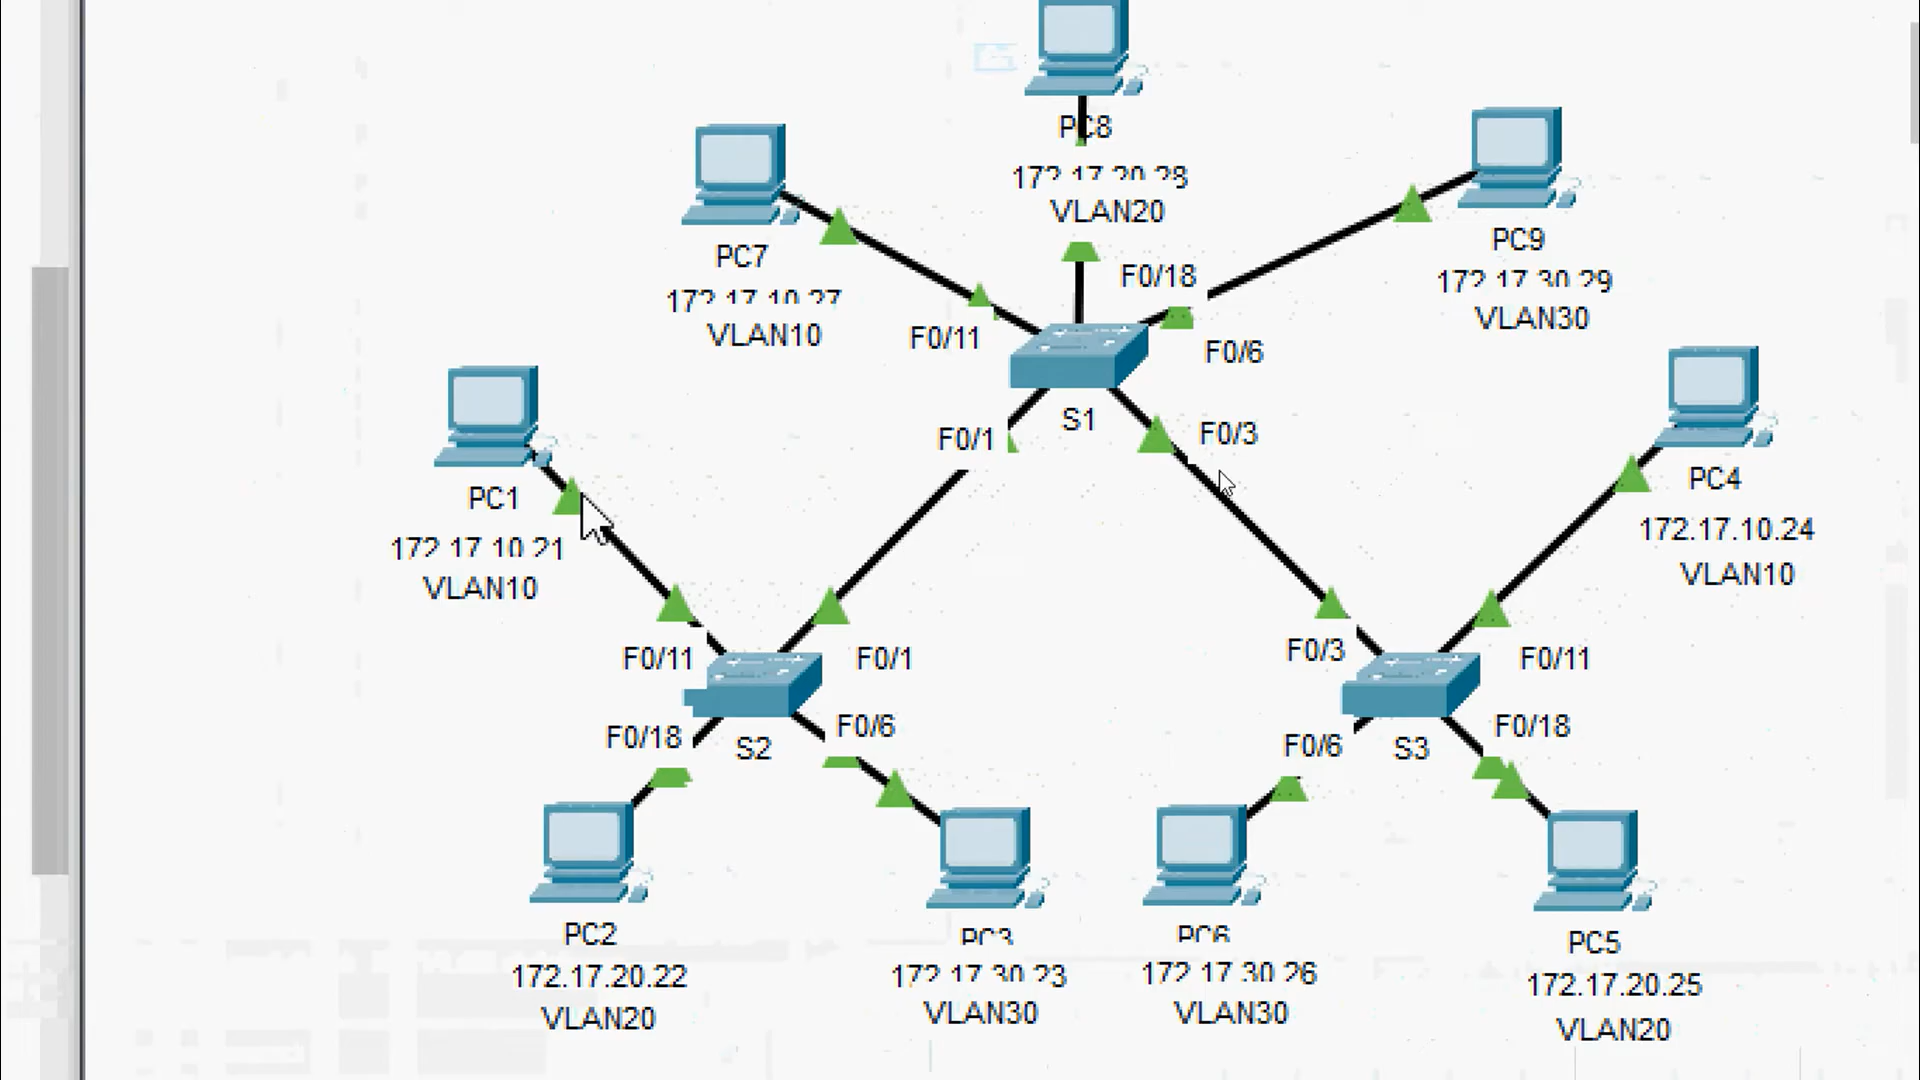 PC8
172.17.20.28
VLAN20
PC7
172.17.10.27
VLAN10
PC9
172.17.30.29
VLAN30
F0/18
F0/11
F0/6
S1
F0/1
F0/3
PC1
172.17.10.21
VLAN10
PC4
172.17.10.24
VLAN10
F0/11
F0/1
F0/18
F0/6
S2
F0/3
F0/11
F0/6
F0/18
S3
PC2
172.17.20.22
VLAN20
PC3
172.17.30.23
VLAN30
PC6
172.17.30.26
VLAN30
PC5
172.17.20.25
VLAN20